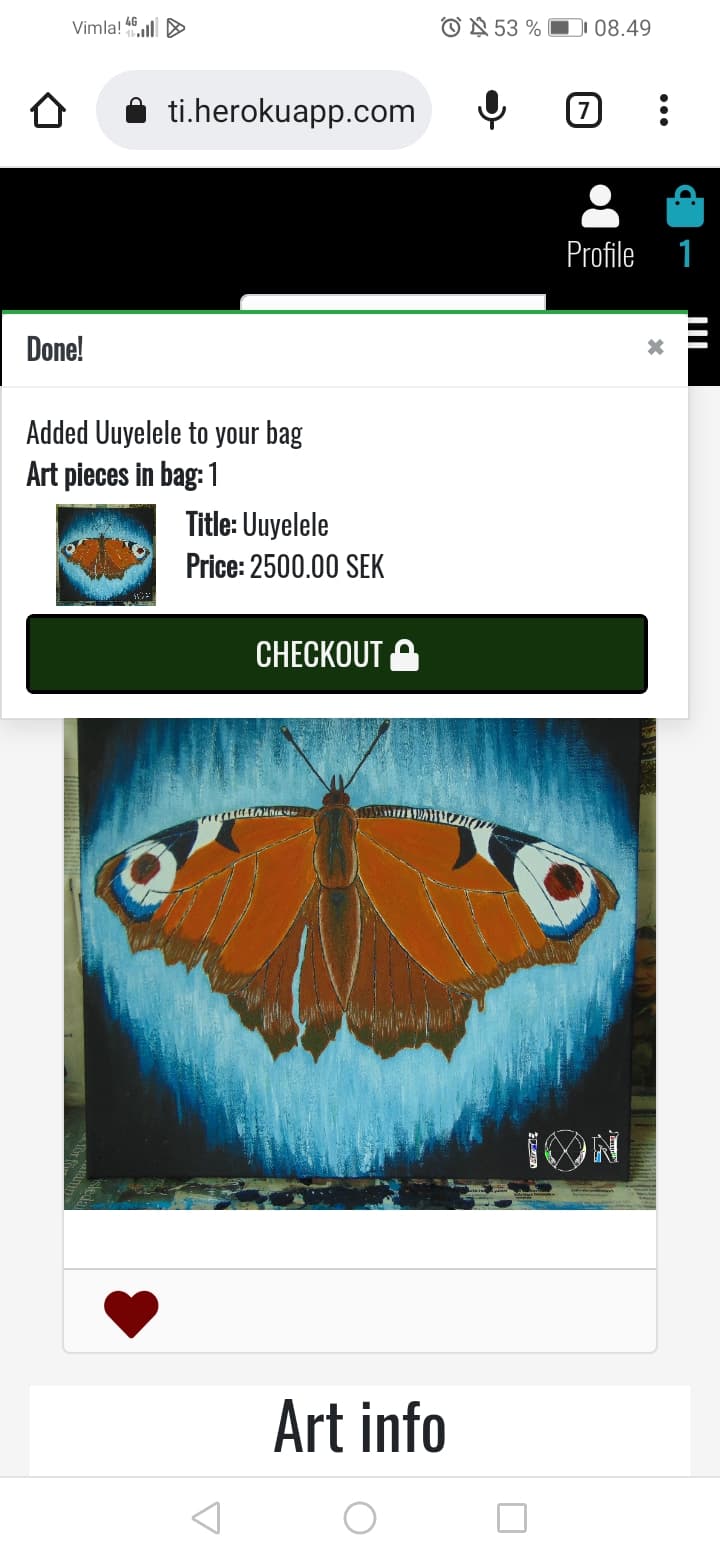 Vimla! 4G 53 % 08.49
ti.herokuapp.com 7
Profile 1
Done! ✖
Added Uuyelele to your bag
Art pieces in bag: 1
Title: Uuyelele
Price: 2500.00 SEK
CHECKOUT
ION
Art info